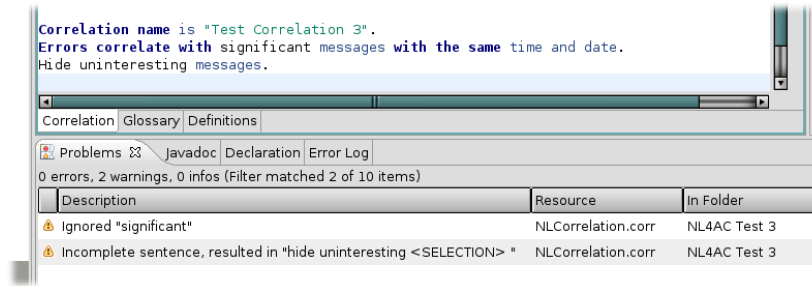 Correlation name is "Test Correlation 3".
Errors correlate with significant messages with the same time and date.
Hide uninteresting messages.
Correlation Glossary Definitions
Problems Javadoc Declaration Error Log
0 errors, 2 warnings, 0 infos (Filter matched 2 of 10 items)
Description Resource In Folder
Ignored "significant" NLCorrelation.corr NL4AC Test 3
Incomplete sentence, resulted in "hide uninteresting <SELECTION> " NLCorrelation.corr NL4AC Test 3